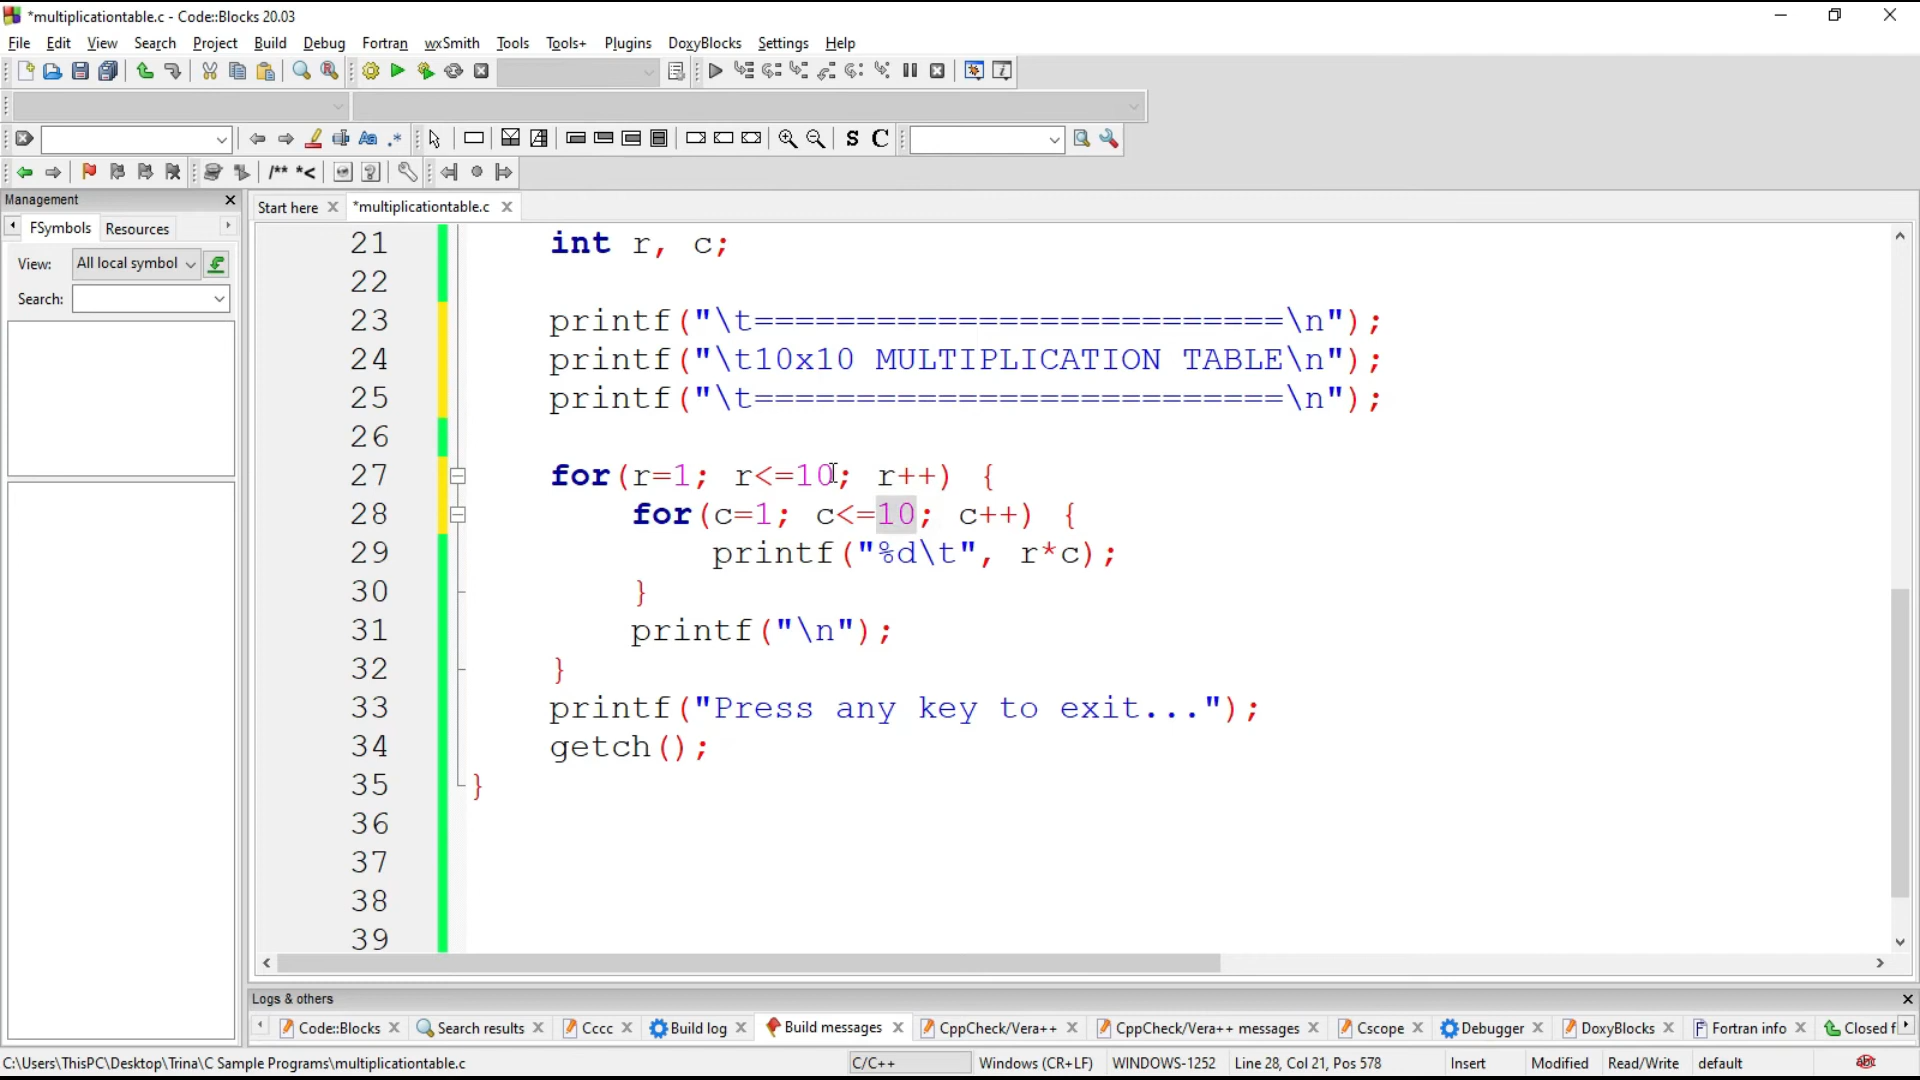 *multiplicationtable.c - Code::Blocks 20.03
File Edit View Search Project Build Debug Fortran wxSmith Tools Tools+ Plugins DoxyBlocks Settings Help
S C
/** *<
Management
FSymbols Resources
View: All local symbol
Search:
Start here *multiplicationtable.c
21 int r, c;
22
23 printf("\t==========================\n");
24 printf("\t10x10 MULTIPLICATION TABLE\n");
25 printf("\t==========================\n");
26
27 for(r=1; r<=10; r++) {
28 for(c=1; c<=10; c++) {
29 printf("%d\t", r*c);
30 }
31 printf("\n");
32 }
33 printf("Press any key to exit...");
34 getch();
35 }
36
37
38
39
Logs & others
Code::Blocks Search results Cccc Build log Build messages CppCheck/Vera++ CppCheck/Vera++ messages Cscope Debugger DoxyBlocks Fortran info Closed f
C:\Users\ThisPC\Desktop\Trina\C Sample Programs\multiplicationtable.c C/C++ Windows (CR+LF) WINDOWS-1252 Line 28, Col 21, Pos 578 Insert Modified Read/Write default